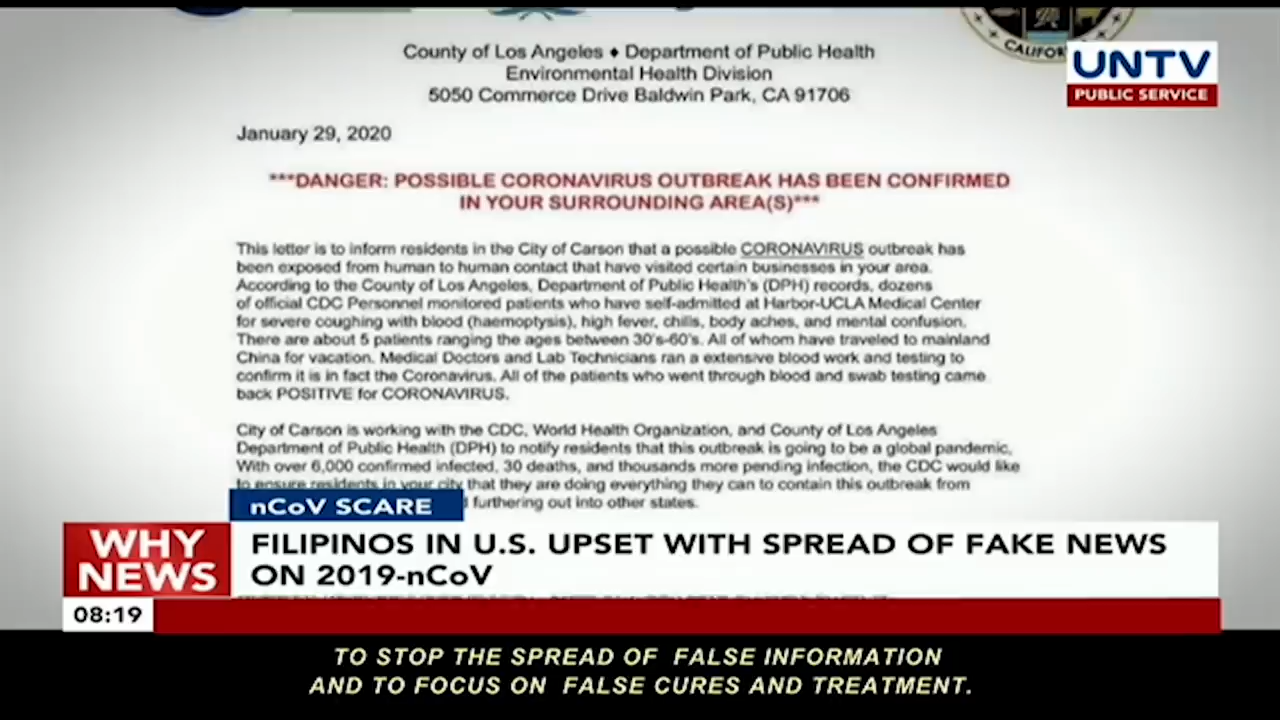 CALIFOR
County of Los Angeles ♦ Department of Public Health
Environmental Health Division
5050 Commerce Drive Baldwin Park, CA 91706
UNTV
PUBLIC SERVICE
January 29, 2020
***DANGER: POSSIBLE CORONAVIRUS OUTBREAK HAS BEEN CONFIRMED
IN YOUR SURROUNDING AREA(S)***
This letter is to inform residents in the City of Carson that a possible CORONAVIRUS outbreak has
been exposed from human to human contact that have visited certain businesses in your area.
According to the County of Los Angeles, Department of Public Health's (DPH) records, dozens
of official CDC Personnel monitored patients who have self-admitted at Harbor-UCLA Medical Center
for severe coughing with blood (haemoptysis), high fever, chills, body aches, and mental confusion.
There are about 5 patients ranging the ages between 30's-60's. All of whom have traveled to mainland
China for vacation. Medical Doctors and Lab Technicians ran a extensive blood work and testing to
confirm it is in fact the Coronavirus. All of the patients who went through blood and swab testing came
back POSITIVE for CORONAVIRUS.
City of Carson is working with the CDC, World Health Organization, and County of Los Angeles
Department of Public Health (DPH) to notify residents that this outbreak is going to be a global pandemic.
With over 6,000 confirmed infected, 30 deaths, and thousands more pending infection, the CDC would like
to ensure residents in your city that they are doing everything they can to contain this outbreak from
furthering out into other states.
nCoV SCARE
WHY
NEWS
FILIPINOS IN U.S. UPSET WITH SPREAD OF FAKE NEWS
ON 2019-nCoV
08:19
TO STOP THE SPREAD OF FALSE INFORMATION
AND TO FOCUS ON FALSE CURES AND TREATMENT.